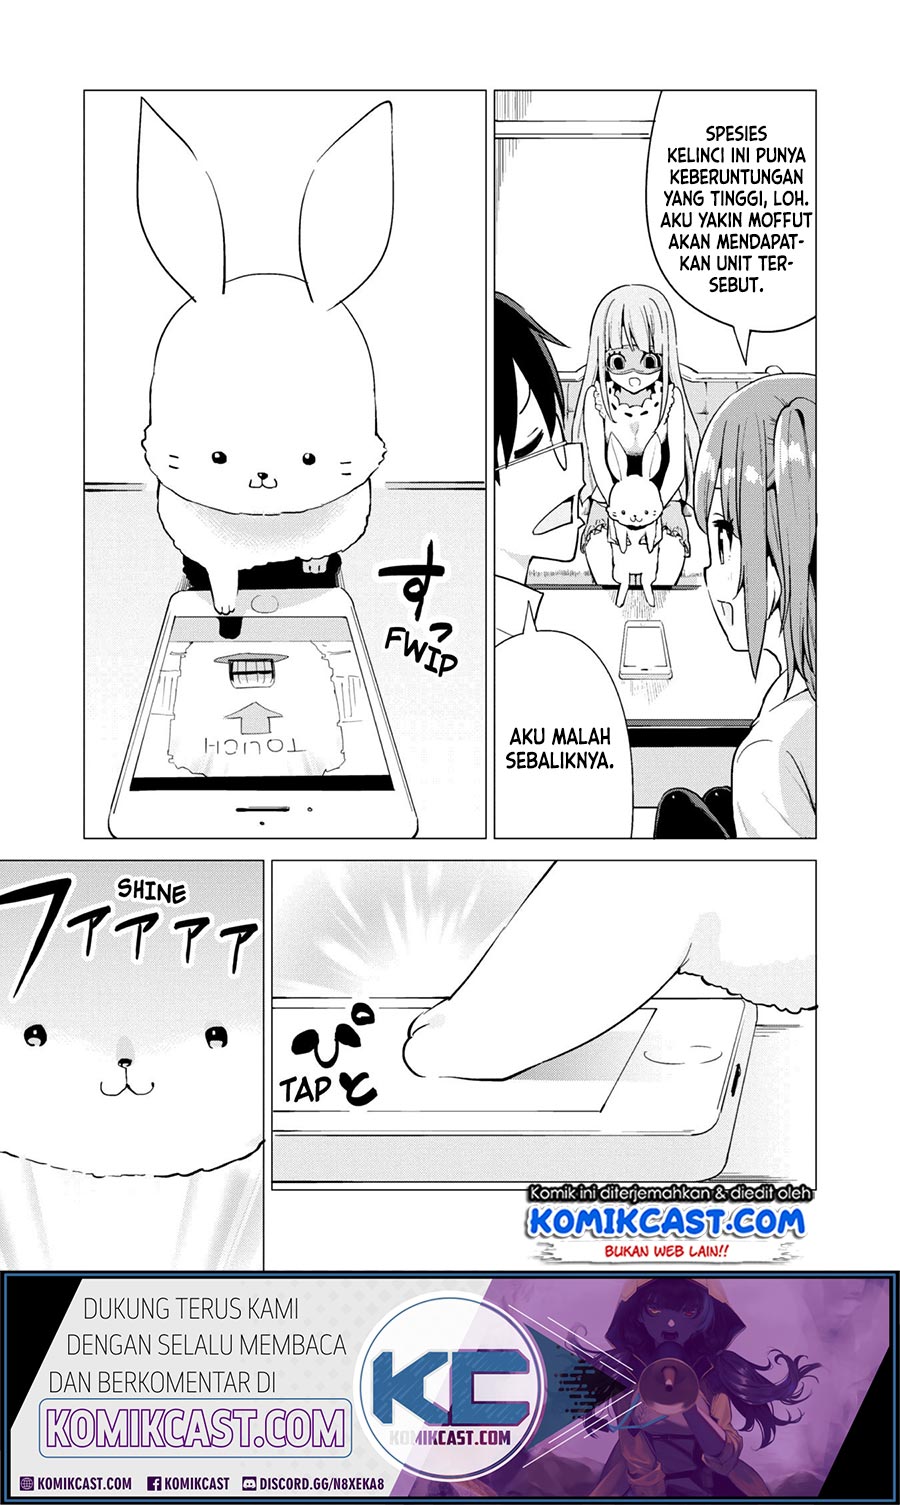 SPESIES
KELINCI INI PUNYA
KEBERUNTUNGAN
YANG TINGGI, LOH.
AKU YAKIN MOFFUT
AKAN MENDAPAT-
KAN UNIT TER-
SEBUT.
AKU MALAH
SEBALIKNYA.
すっ
FWIP
TOUCH
ぴと
TAP
SHINE
ファァァァ
Komik ini diterjemahkan & diedit oleh
KOMIKCAST.COM
BUKAN WEB LAIN!!
DUKUNG TERUS KAMI
DENGAN SELALU MEMBACA
DAN BERKOMENTAR DI
KOMIKCAST.COM
KC
KOMIKCAST.COM
KOMIKCAST.COM
KOMIKCAST
DISCORD.GG/N8XEKA8